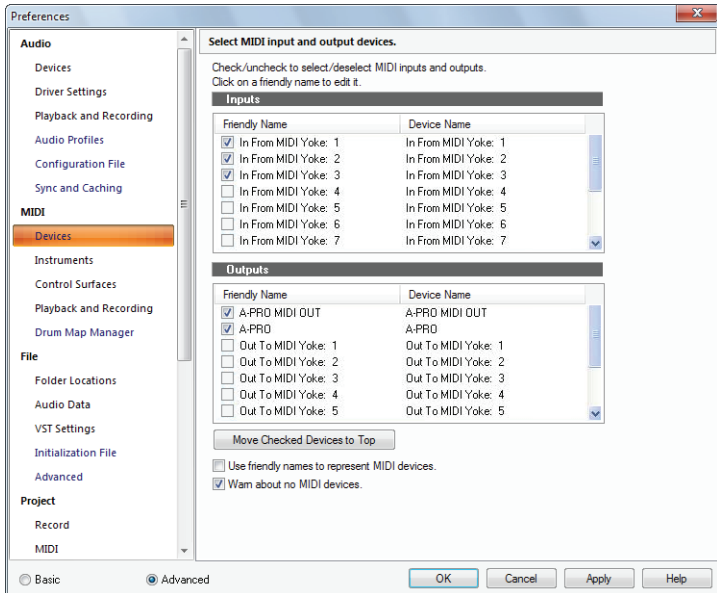 Preferences
Audio
Devices
Driver Settings
Playback and Recording
Audio Profiles
Configuration File
Sync and Caching
MIDI
Devices
Instruments
Control Surfaces
Playback and Recording
Drum Map Manager
File
Folder Locations
Audio Data
VST Settings
Initialization File
Advanced
Project
Record
MIDI
Select MIDI input and output devices.
Check/uncheck to select/deselect MIDI inputs and outputs.
Click on a friendly name to edit it.
Inputs
Friendly Name Device Name
In From MIDI Yoke: 1 In From MIDI Yoke: 1
In From MIDI Yoke: 2 In From MIDI Yoke: 2
In From MIDI Yoke: 3 In From MIDI Yoke: 3
In From MIDI Yoke: 4 In From MIDI Yoke: 4
In From MIDI Yoke: 5 In From MIDI Yoke: 5
In From MIDI Yoke: 6 In From MIDI Yoke: 6
In From MIDI Yoke: 7 In From MIDI Yoke: 7
Outputs
Friendly Name Device Name
A-PRO MIDI OUT A-PRO MIDI OUT
A-PRO A-PRO
Out To MIDI Yoke: 1 Out To MIDI Yoke: 1
Out To MIDI Yoke: 2 Out To MIDI Yoke: 2
Out To MIDI Yoke: 3 Out To MIDI Yoke: 3
Out To MIDI Yoke: 4 Out To MIDI Yoke: 4
Out To MIDI Yoke: 5 Out To MIDI Yoke: 5
Move Checked Devices to Top
Use friendly names to represent MIDI devices.
Warn about no MIDI devices.
Basic Advanced OK Cancel Apply Help